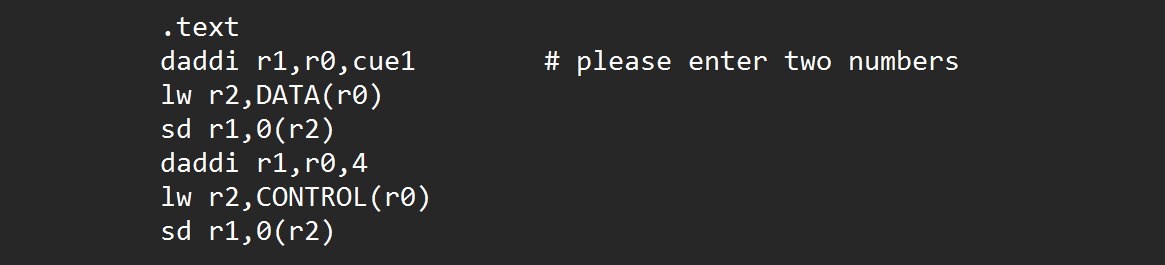 .text
daddi r1,r0,cue1 # please enter two numbers
lw r2,DATA(r0)
sd r1,0(r2)
daddi r1,r0,4
lw r2,CONTROL(r0)
sd r1,0(r2)